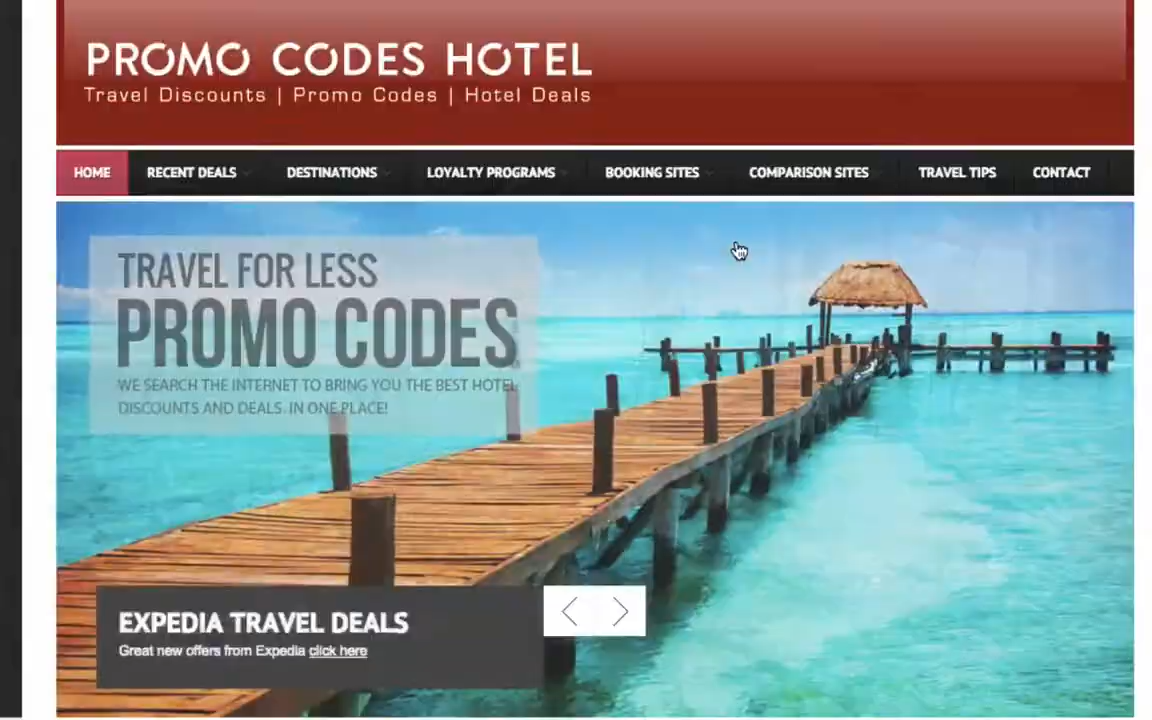 PROMO CODES HOTEL
Travel Discounts | Promo Codes | Hotel Deals
HOME RECENT DEALS DESTINATIONS LOYALTY PROGRAMS BOOKING SITES COMPARISON SITES TRAVEL TIPS CONTACT
TRAVEL FOR LESS
PROMO CODES
WE SEARCH THE INTERNET TO BRING YOU THE BEST HOTEL
DISCOUNTS AND DEALS. IN ONE PLACE!
EXPEDIA TRAVEL DEALS
Great new offers from Expedia click here